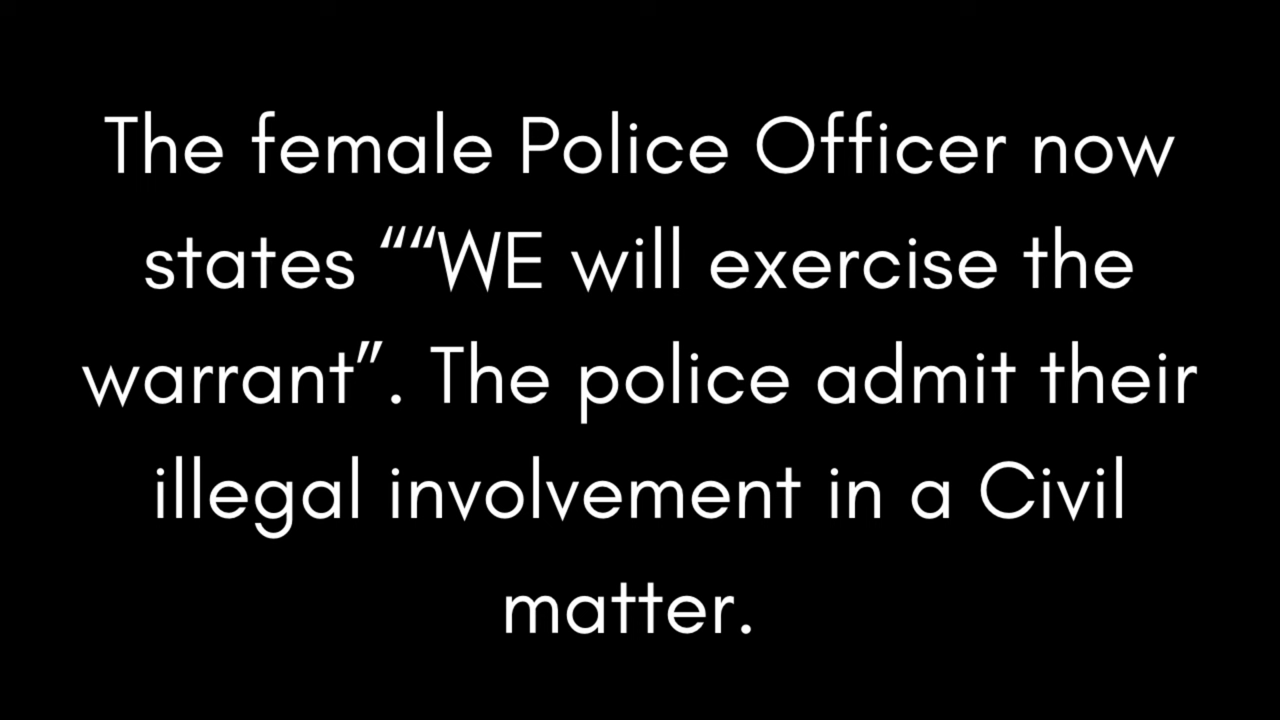 The female Police Officer now
states ““WE will exercise the
warrant”. The police admit their
illegal involvement in a Civil
matter.